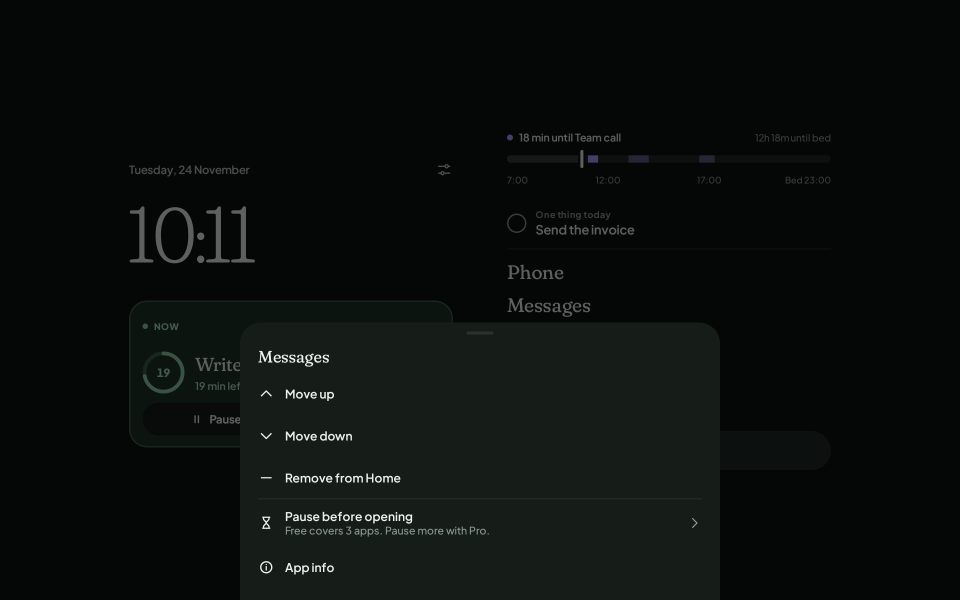 Tuesday, 24 November
10:11
NOW
19
Write
19 min lef
Pause
18 min until Team call
12h 18m until bed
7:00
12:00
17:00
Bed 23:00
One thing today
Send the invoice
Phone
Messages
Messages
Move up
Move down
Remove from Home
Pause before opening
Free covers 3 apps. Pause more with Pro.
App info